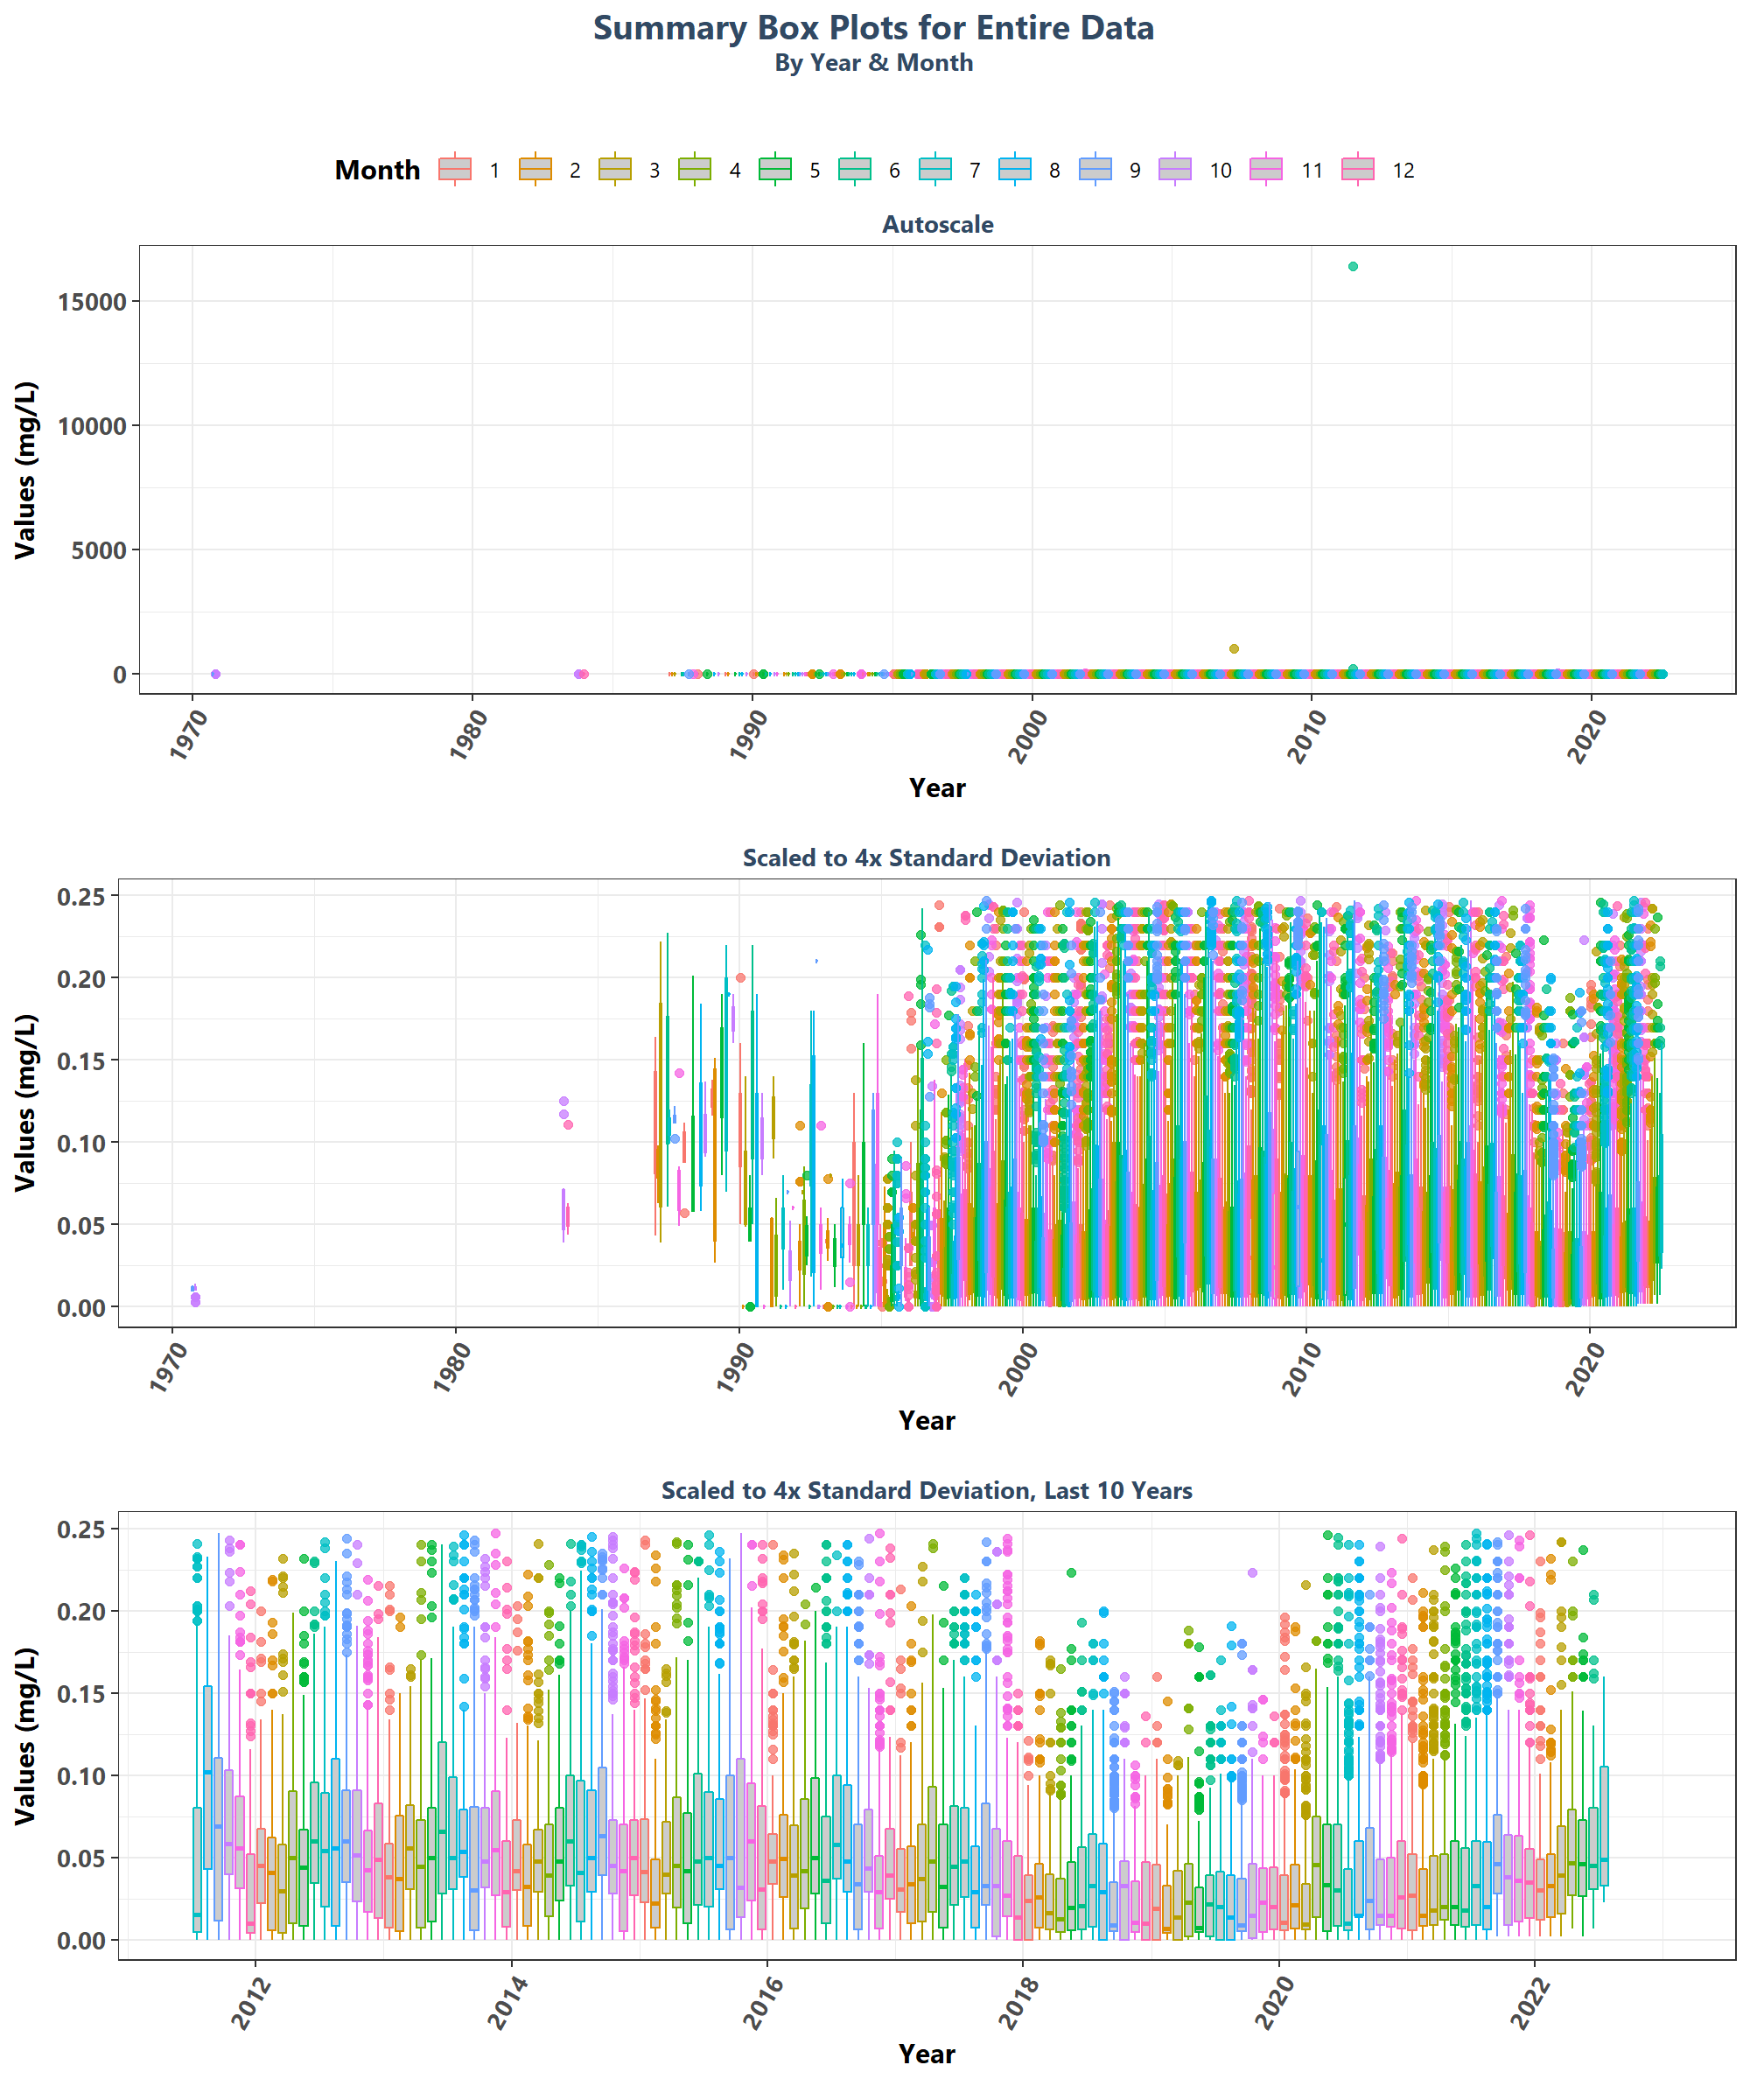 Summary Box Plots for Entire Data
By Year & Month
Month 1 2 3 4 5 6 7 8 9 10 11 12
Autoscale
Values (mg/L)
15000
10000
5000
0
1970 1980 1990 2000 2010 2020
Year
Scaled to 4x Standard Deviation
Values (mg/L)
0.25
0.20
0.15
0.10
0.05
0.00
1970 1980 1990 2000 2010 2020
Year
Scaled to 4x Standard Deviation, Last 10 Years
Values (mg/L)
0.25
0.20
0.15
0.10
0.05
0.00
2012 2014 2016 2018 2020 2022
Year